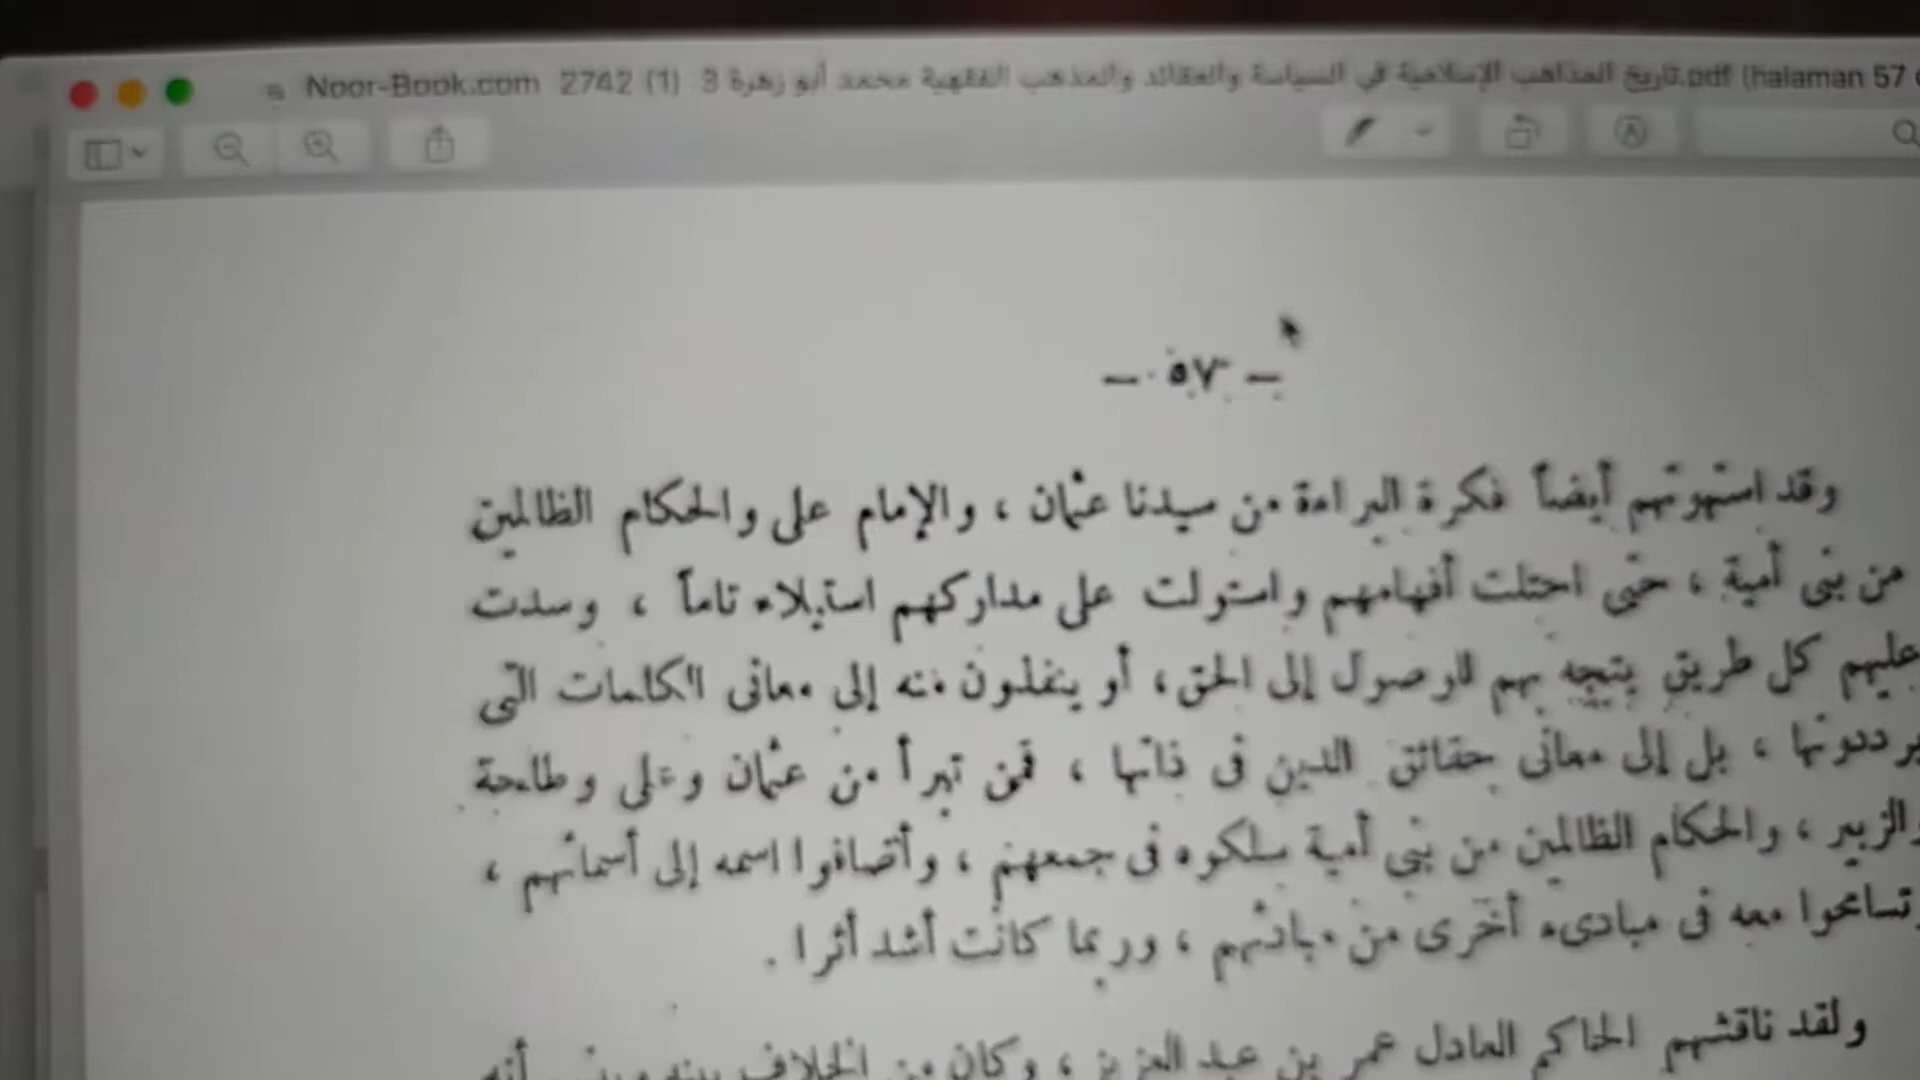 Noor-Book.com 2742 (1) 3 تاريخ المذاهب الإسلامية في السياسة والعقائد والمذهب الفقهية محمد أبو زهرة.pdf (halaman 57
— ٥٧ —
وقد استهوتهم أيضاً فكرة البراءة من سيدنا عثمان ، والإمام على والحكام الظالمين
من بنى أمية ، حتى احتلت أفهامهم واستولت على مداركهم استيلاء تاماً ، وسدت
عليهم كل طريق يتجه بهم للوصول إلى الحق، أو ينفذون منه إلى معانى الكلمات التى
يرددونها ، بل إلى معانى حقائق الدين فى ذاتها ، فمن تبرأ من عثمان وعلى وطلحة
والزبير ، والحكام الظالمين من بنى أمية سلكوه فى جمعهم ، وأضافوا اسمه إلى أسمائهم ،
وتسامحوا معه فى مبادىء أخرى من مبادئهم ، وربما كانت أشد أثرا .
ولقد ناقشهم الحاكم العادل عمر بن عبد العزيز ، وكان من الخلاف بينه أنه